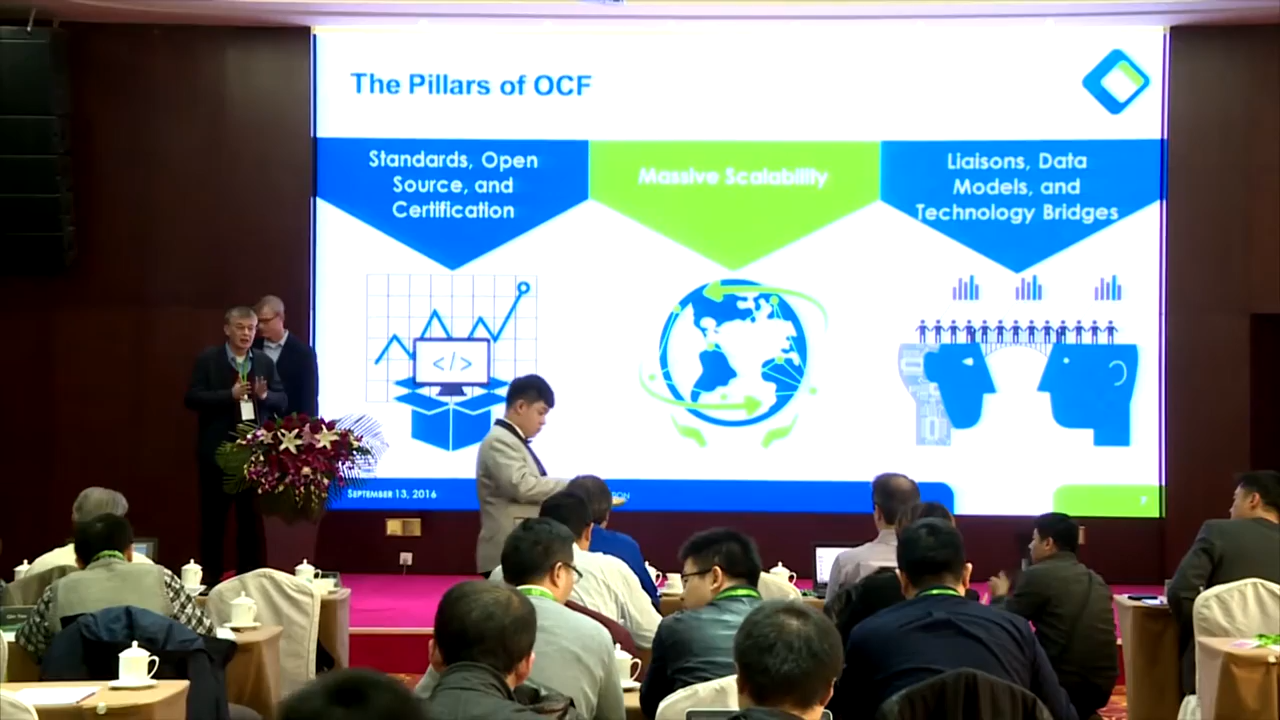 The Pillars of OCF
Standards, Open
Source, and
Certification
Massive Scalability
Liaisons, Data
Models, and
Technology Bridges
</>
SEPTEMBER 13, 2016